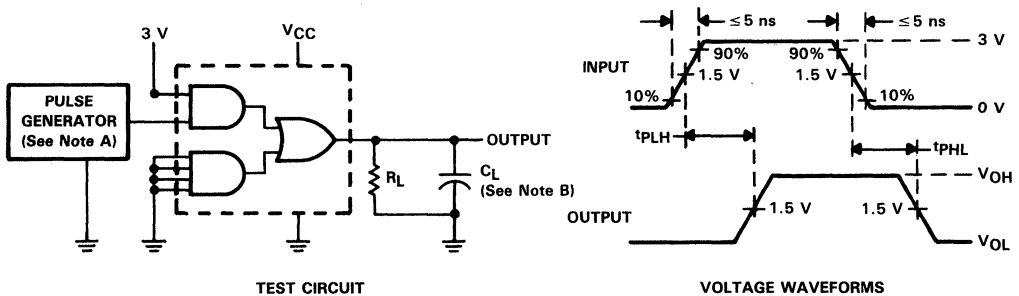 3 V
VCC
PULSE
GENERATOR
(See Note A)
OUTPUT
RL
CL
(See Note B)
TEST CIRCUIT
≤5 ns
≤5 ns
3 V
90%
90%
INPUT
1.5 V
1.5 V
10%
10%
0 V
tPLH
tPHL
VOH
OUTPUT
1.5 V
1.5 V
VOL
VOLTAGE WAVEFORMS